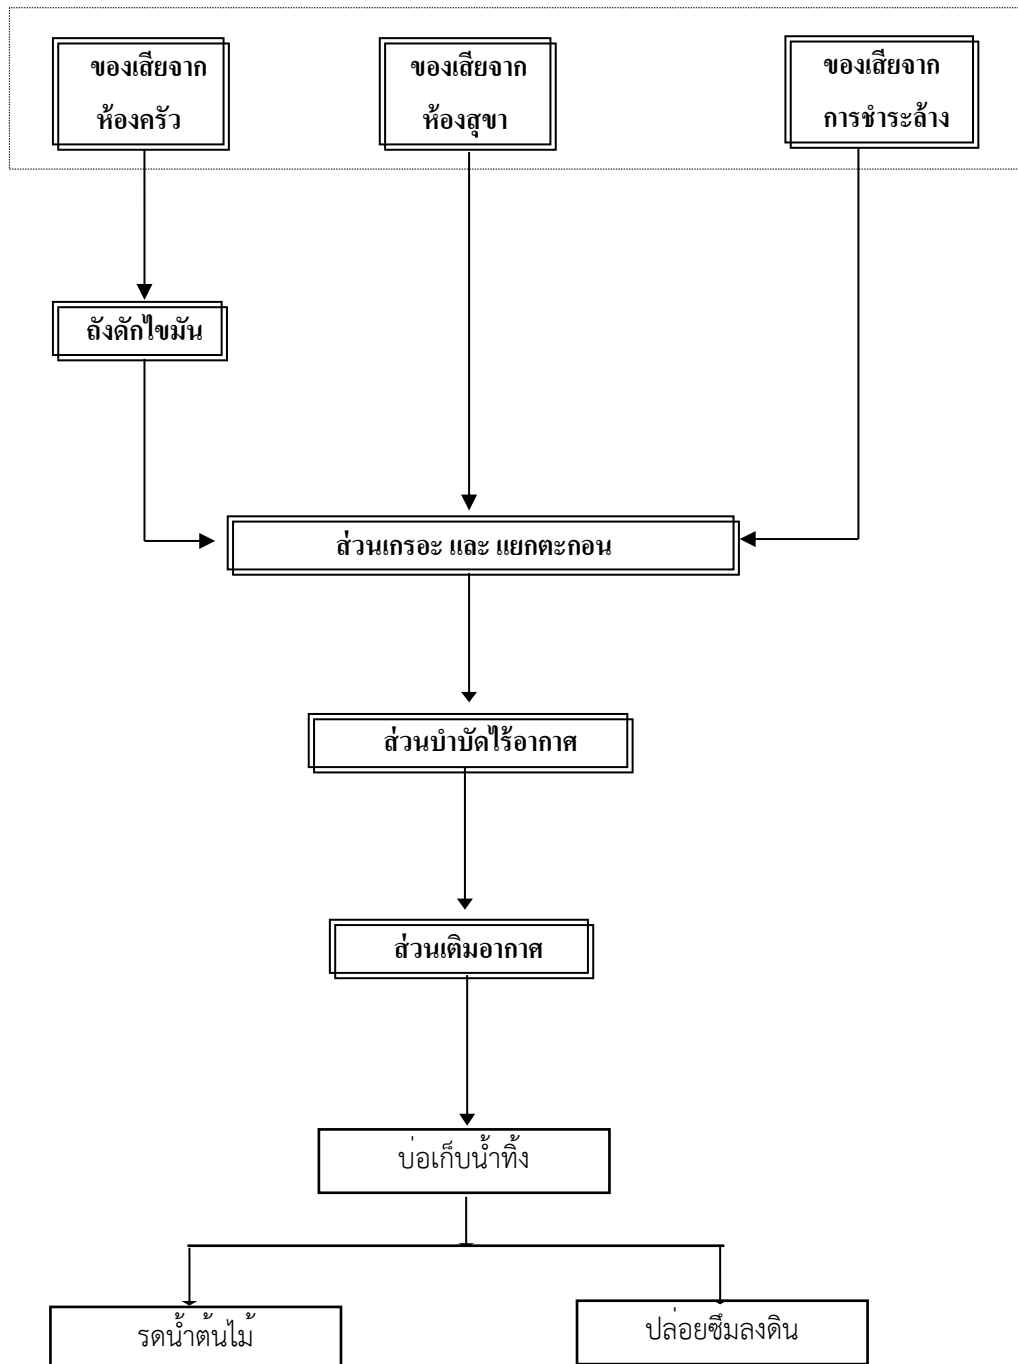 ของเสียจาก
ห้องครัว
ของเสียจาก
ห้องสุขา
ของเสียจาก
การชำระล้าง
ถังดักไขมัน
ส่วนเกรอะ และ แยกตะกอน
ส่วนบำบัดไร้อากาศ
ส่วนเติมอากาศ
บ่อเก็บน้ำทิ้ง
รดน้ำต้นไม้
ปล่อยซึมลงดิน